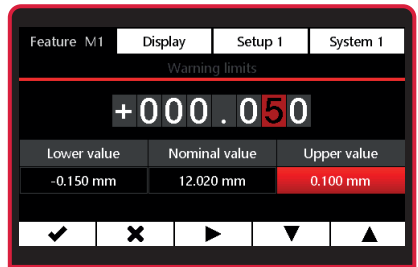 Feature M1 Display Setup 1 System 1
Warning limits
+000.050
Lower value Nominal value Upper value
-0.150 mm 12.020 mm 0.100 mm